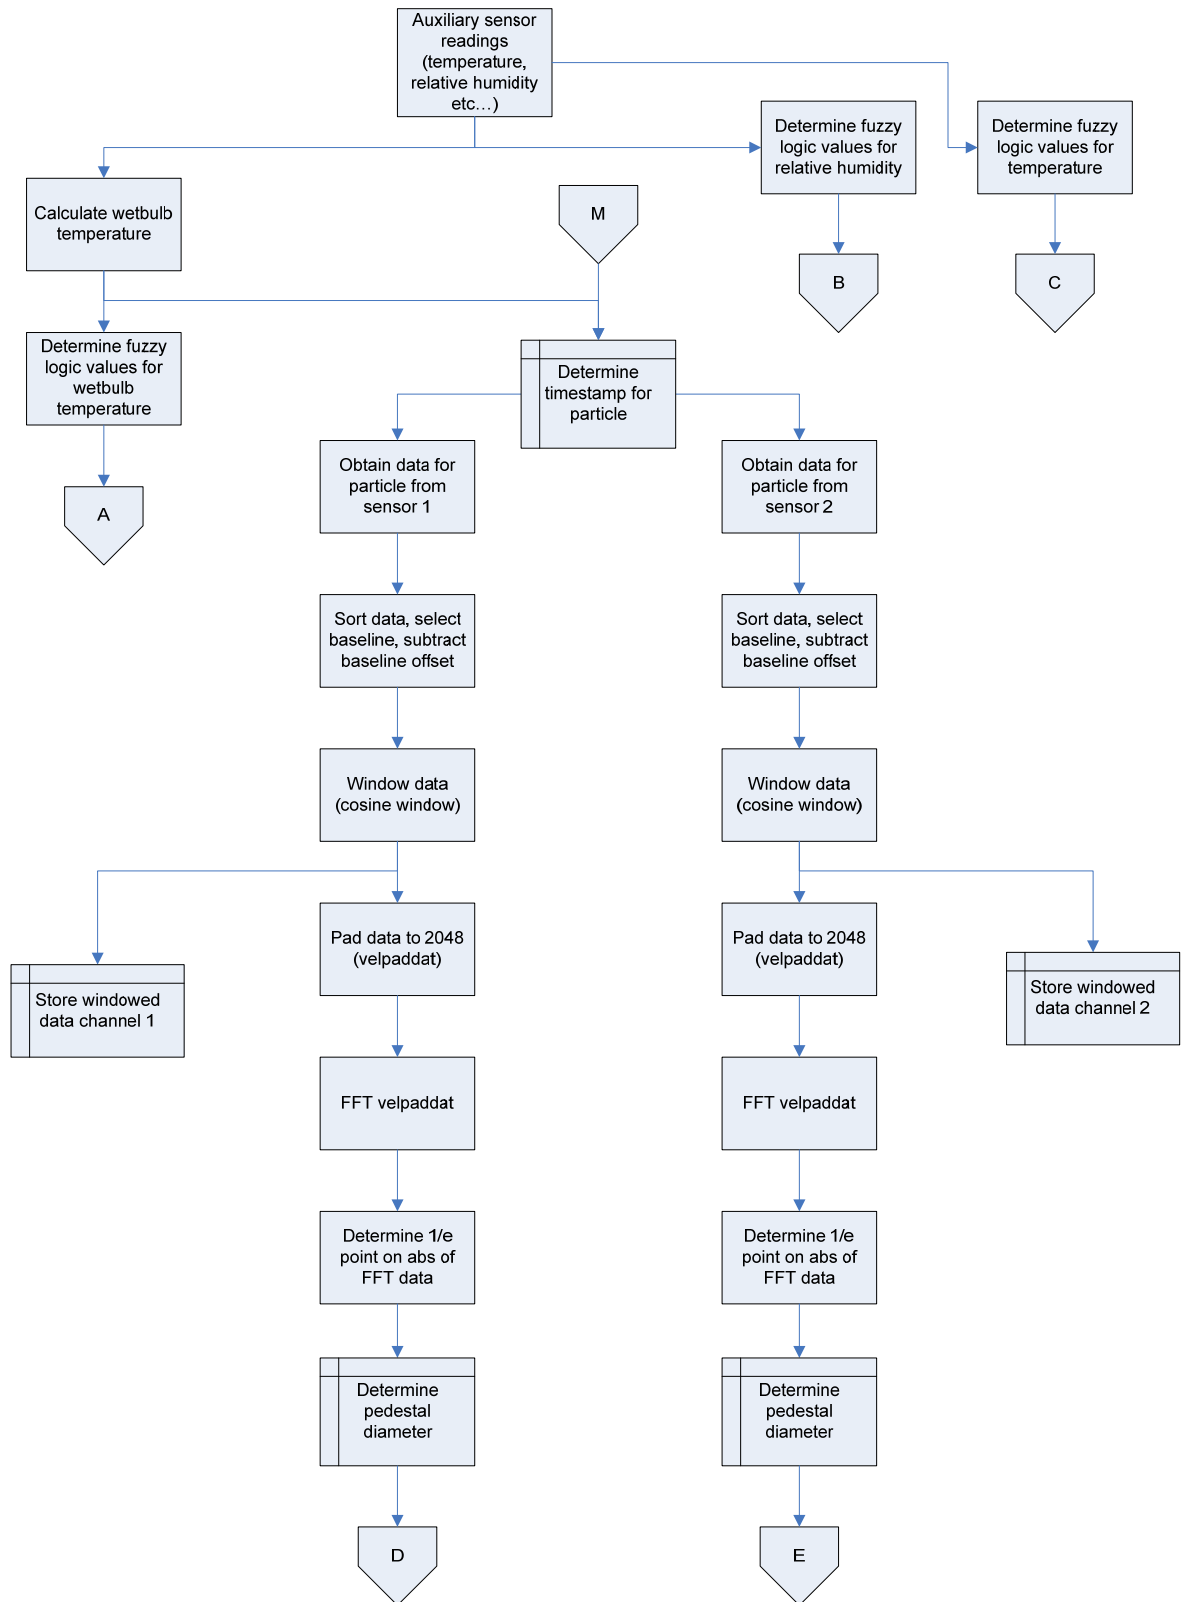 Auxiliary sensor
readings
(temperature,
relative humidity
etc…)
Determine fuzzy
logic values for
relative humidity
Determine fuzzy
logic values for
temperature
Calculate wetbulb
temperature
M
B
C
Determine fuzzy
logic values for
wetbulb
temperature
Determine
timestamp for
particle
A
Obtain data for
particle from
sensor 1
Obtain data for
particle from
sensor 2
Sort data, select
baseline, subtract
baseline offset
Sort data, select
baseline, subtract
baseline offset
Window data
(cosine window)
Window data
(cosine window)
Pad data to 2048
(velpaddat)
Pad data to 2048
(velpaddat)
Store windowed
data channel 1
Store windowed
data channel 2
FFT velpaddat
FFT velpaddat
Determine 1/e
point on abs of
FFT data
Determine 1/e
point on abs of
FFT data
Determine
pedestal
diameter
Determine
pedestal
diameter
D
E